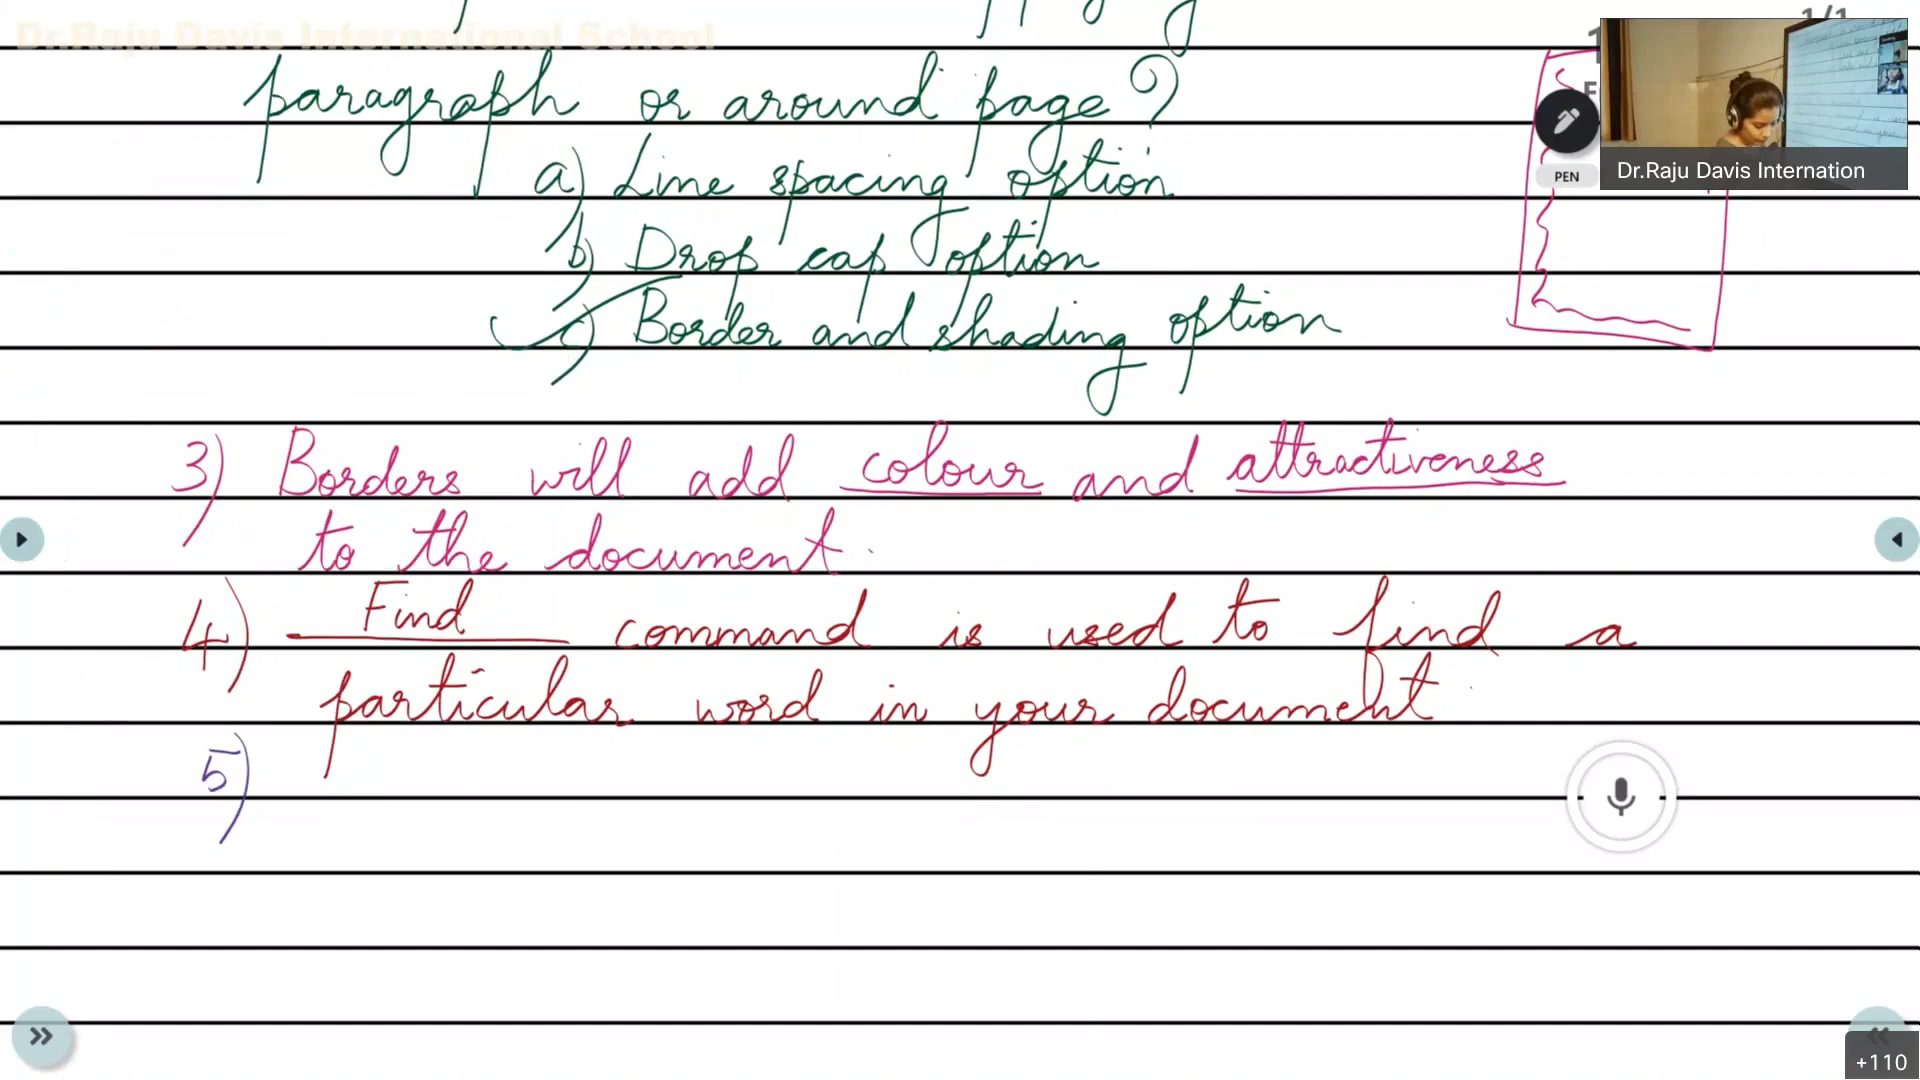 Dr.Raju Davis International School
1/1
paragraph or around page?
a) Line spacing option
b) Drop cap option
c) Border and shading option
PEN
Dr.Raju Davis Internation
3) Borders will add colour and attractiveness
to the document.
4) Find command is used to find a
particular word in your document
5)
+110